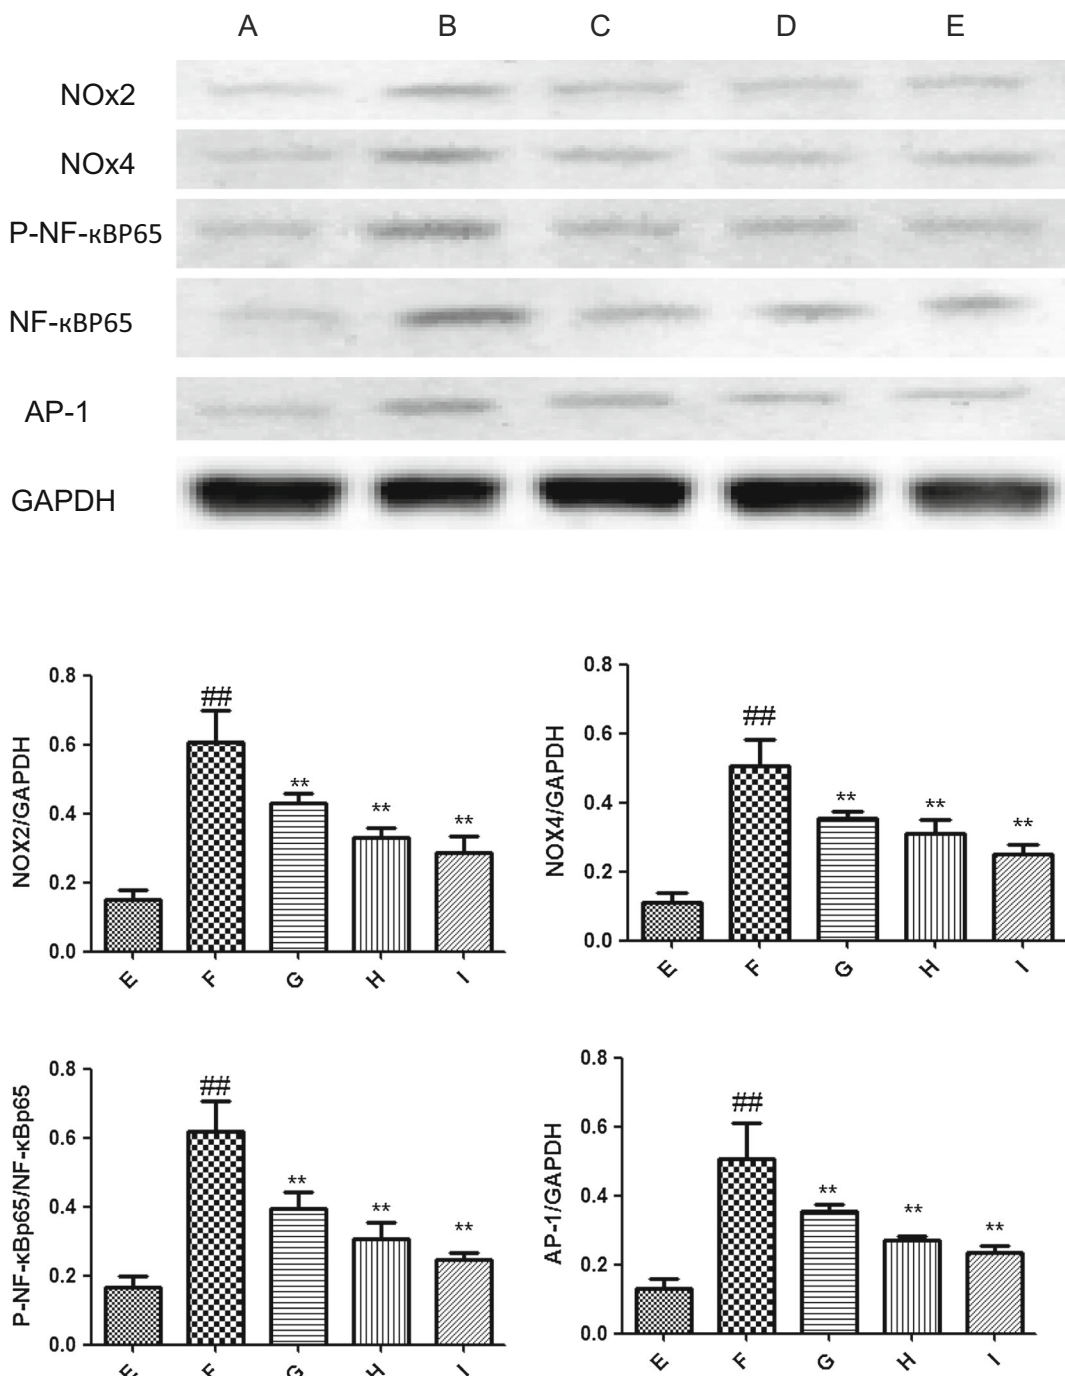 A B C D E
NOx2
NOx4
P-NF-κBP65
NF-κBP65
AP-1
GAPDH
NOX2/GAPDH
0.8
0.6
0.4
0.2
0.0
##
**
**
**
E F G H I
NOX4/GAPDH
0.8
0.6
0.4
0.2
0.0
##
**
**
**
E F G H I
P-NF-κBp65/NF-κBp65
0.8
0.6
0.4
0.2
0.0
##
**
**
**
E F G H I
AP-1/GAPDH
0.8
0.6
0.4
0.2
0.0
##
**
**
**
E F G H I